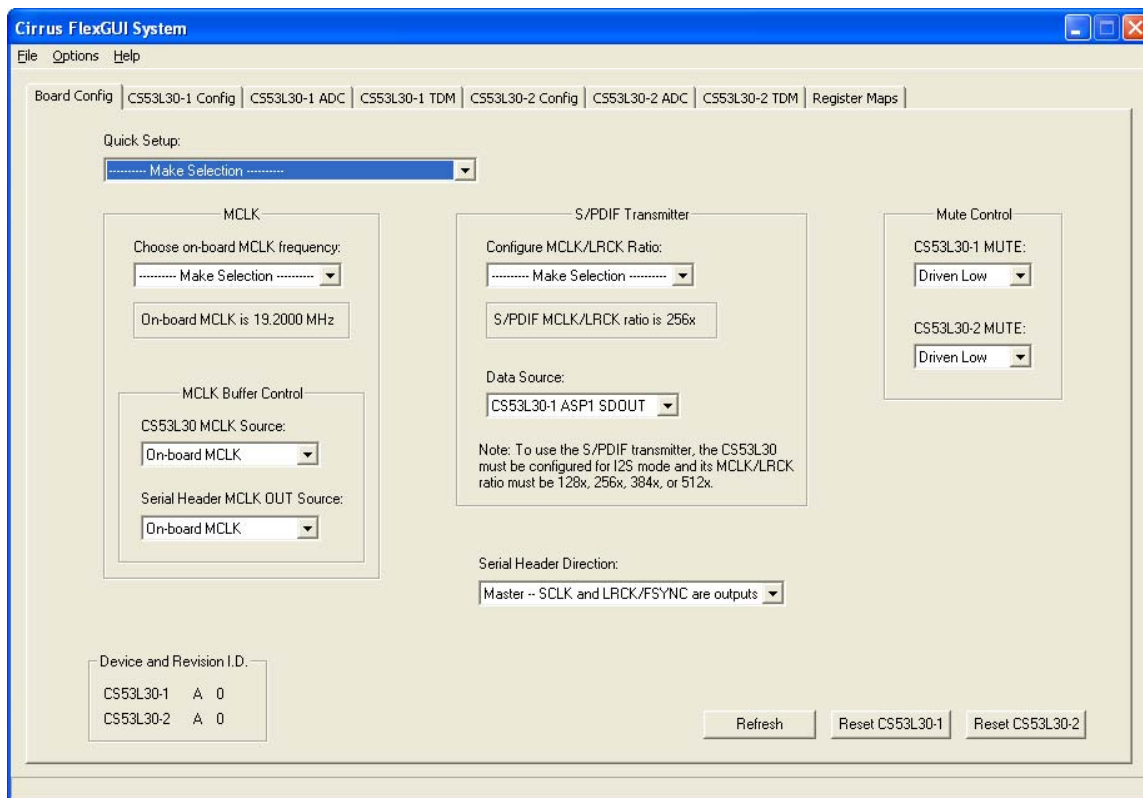 Cirrus FlexGUI System
File Options Help
Board Config CS53L30-1 Config CS53L30-1 ADC CS53L30-1 TDM CS53L30-2 Config CS53L30-2 ADC CS53L30-2 TDM Register Maps
Quick Setup:
---------- Make Selection ----------
MCLK
Choose on-board MCLK frequency:
---------- Make Selection ----------
On-board MCLK is 19.2000 MHz
MCLK Buffer Control
CS53L30 MCLK Source:
On-board MCLK
Serial Header MCLK OUT Source:
On-board MCLK
S/PDIF Transmitter
Configure MCLK/LRCK Ratio:
---------- Make Selection ----------
S/PDIF MCLK/LRCK ratio is 256x
Data Source:
CS53L30-1 ASP1 SDOUT
Note: To use the S/PDIF transmitter, the CS53L30
must be configured for I2S mode and its MCLK/LRCK
ratio must be 128x, 256x, 384x, or 512x.
Serial Header Direction:
Master -- SCLK and LRCK/FSYNC are outputs
Mute Control
CS53L30-1 MUTE:
Driven Low
CS53L30-2 MUTE:
Driven Low
Device and Revision I.D.
CS53L30-1 A 0
CS53L30-2 A 0
Refresh Reset CS53L30-1 Reset CS53L30-2